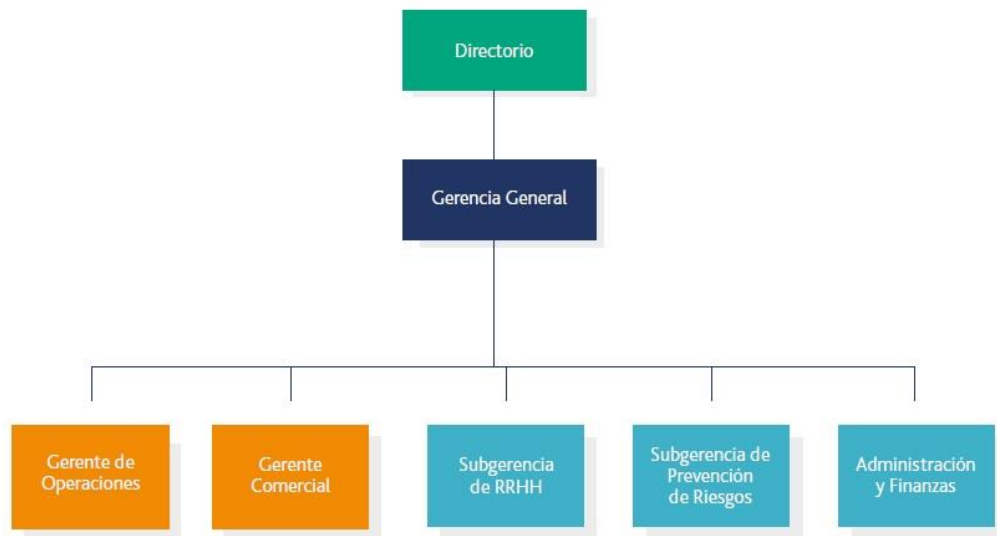 Directorio
Gerencia General
Gerente de
Operaciones
Gerente
Comercial
Subgerencia
de RRHH
Subgerencia de
Prevención
de Riesgos
Administración
y Finanzas